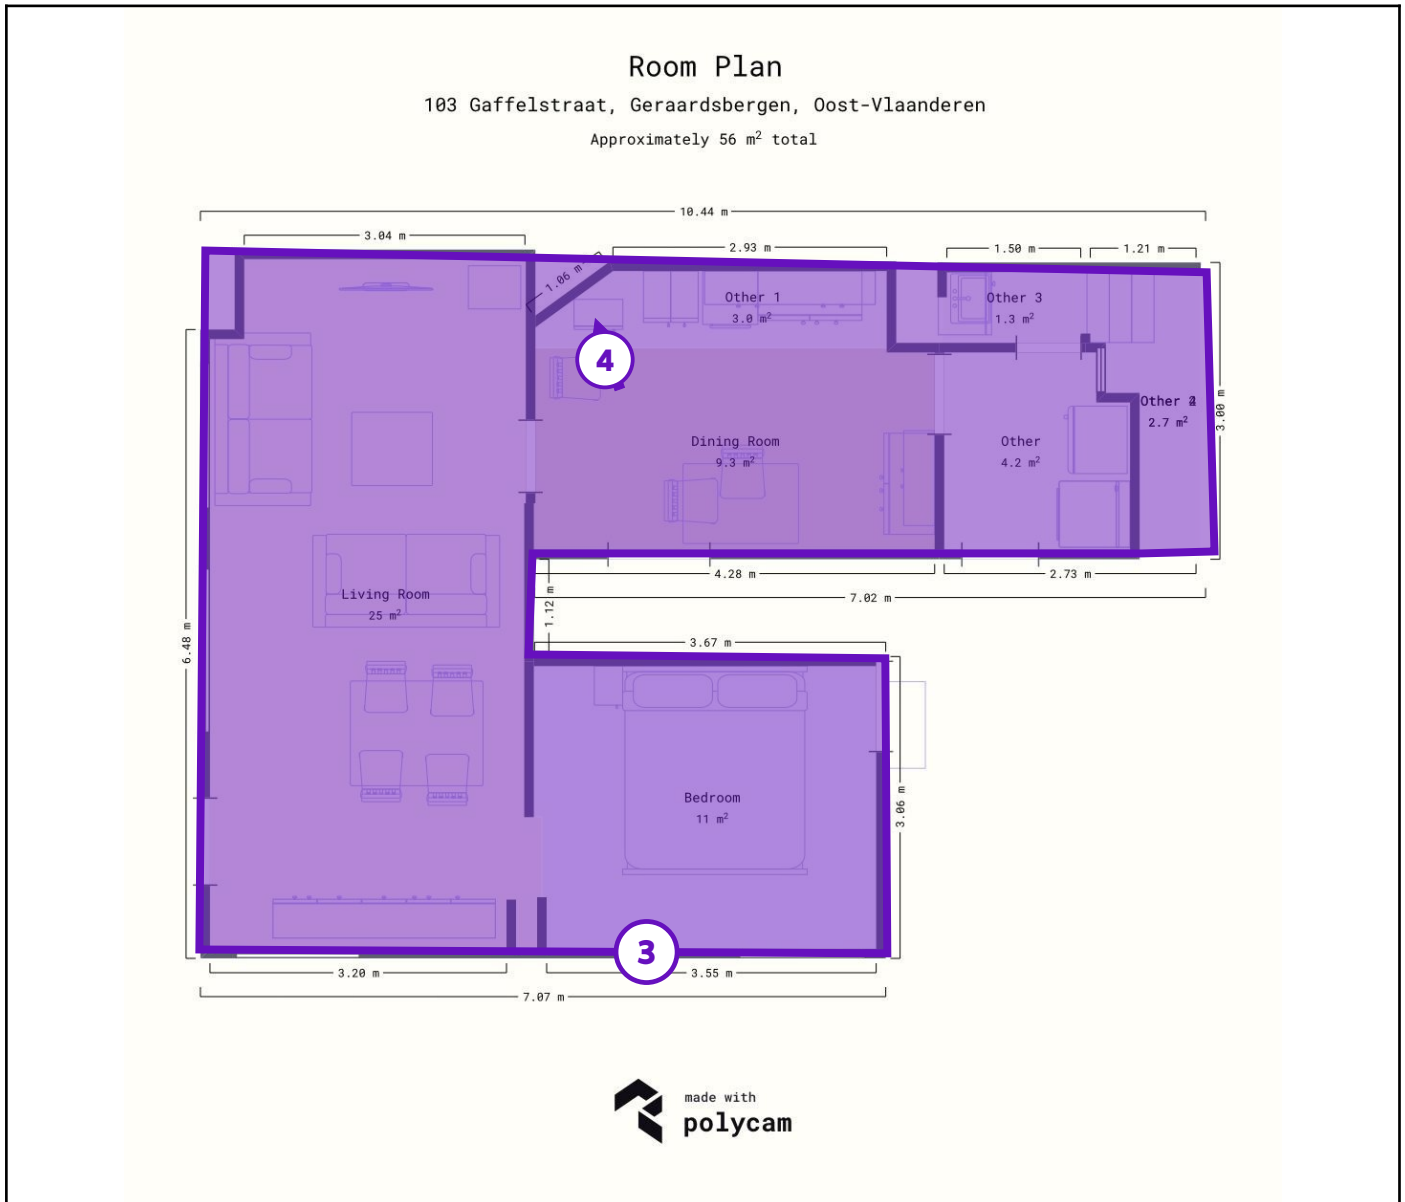 Room Plan
103 Gaffelstraat, Geraardsbergen, Oost-Vlaanderen
Approximately 56 m² total
10.44 m
3.04 m
2.93 m
1.50 m
1.21 m
1.06 m
Other 1
3.0 m²
Other 3
1.3 m²
4
Other
2.7 m²
3.00 m
Dining Room
9.3 m²
Other
4.2 m²
4.28 m
2.73 m
7.02 m
1.12 m
Living Room
25 m²
6.48 m
3.67 m
Bedroom
11 m²
3.06 m
3
3.20 m
3.55 m
7.07 m
made with
polycam